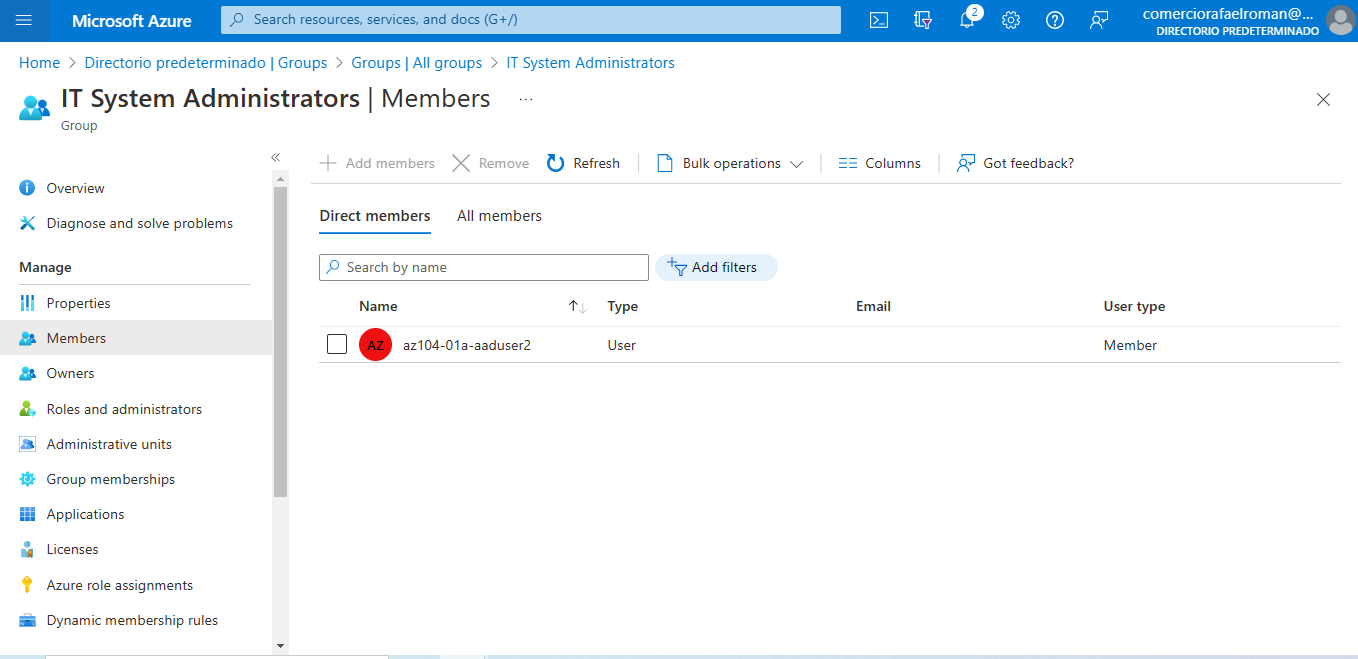 Microsoft Azure
Search resources, services, and docs (G+/)
2
comerciorafaelroman@...
DIRECTORIO PREDETERMINADO
Home > Directorio predeterminado | Groups > Groups | All groups > IT System Administrators
IT System Administrators | Members ...
Group
«
Overview
Diagnose and solve problems
Manage
Properties
Members
Owners
Roles and administrators
Administrative units
Group memberships
Applications
Licenses
Azure role assignments
Dynamic membership rules
Add members Remove Refresh Bulk operations Columns Got feedback?
Direct members All members
Search by name Add filters
Name Type Email User type
AZ az104-01a-aaduser2 User Member